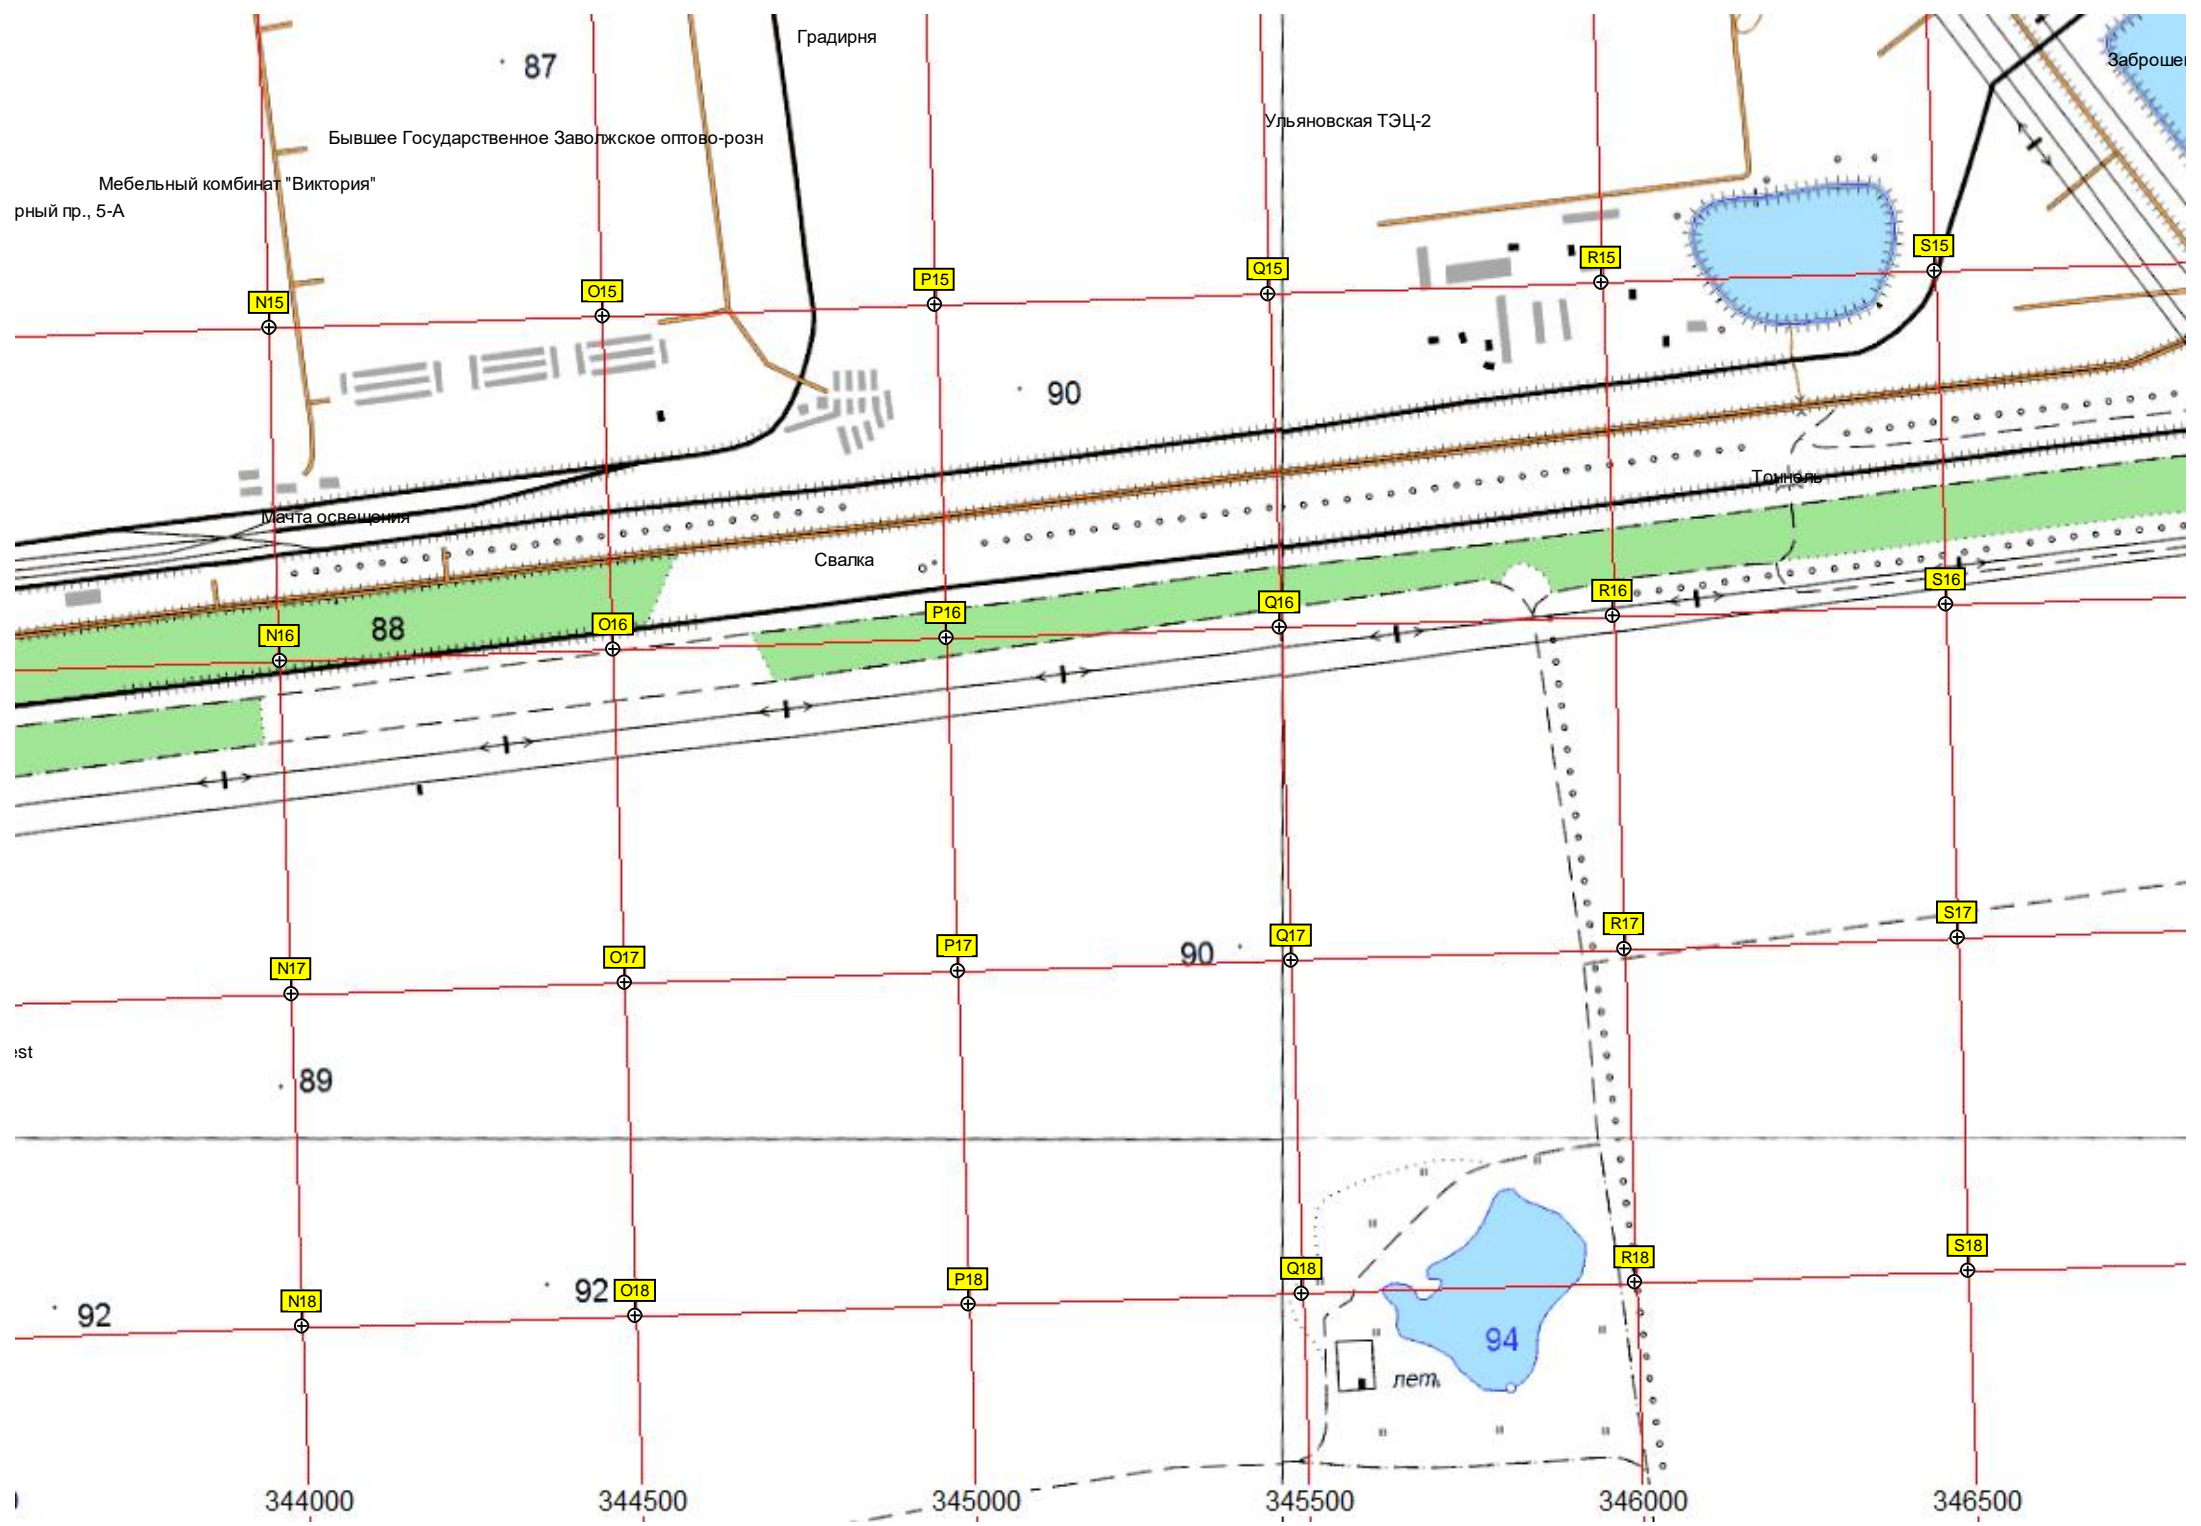 Градирня
87
Заброше
Ульяновская ТЭЦ-2
Бывшее Государственное Заволжское оптово-розн
Мебельный комбинат "Виктория"
рный пр., 5-А
N15
O15
P15
Q15
R15
S15
90
Тоннель
Мачта освещения
Свалка
88
N16
O16
P16
Q16
R16
S16
N17
O17
P17
90
Q17
R17
S17
est
89
92
N18
92
O18
P18
Q18
R18
S18
94
лет.
344000
344500
345000
345500
346000
346500